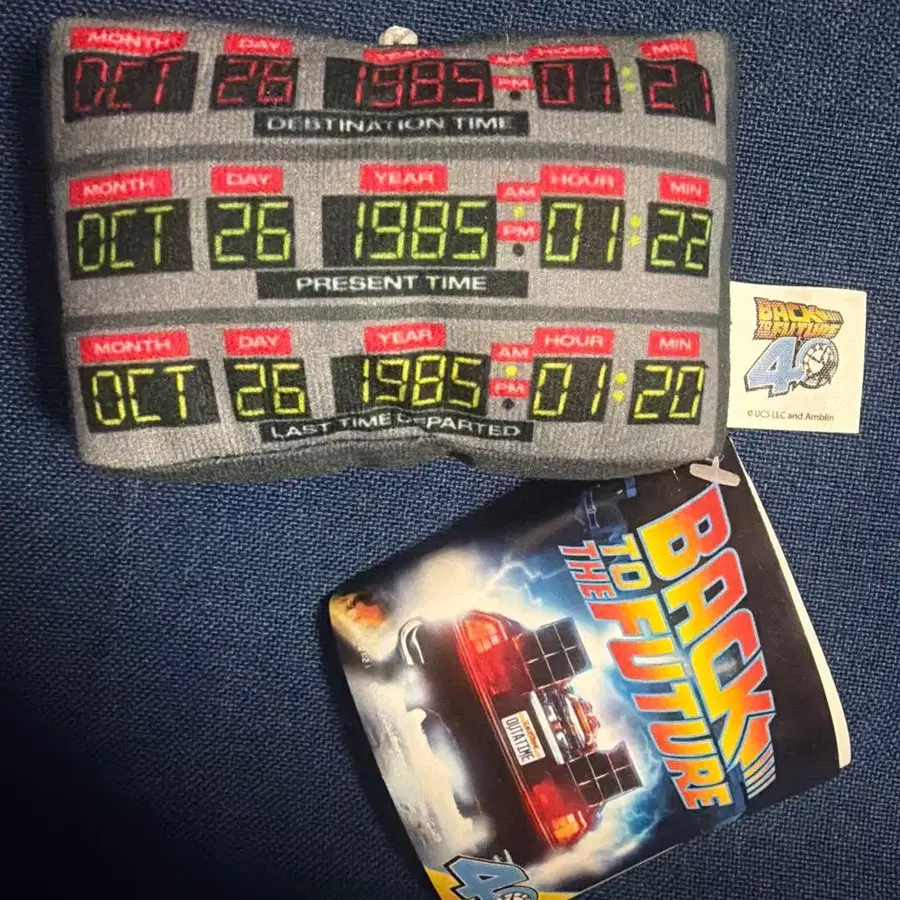 MONTH DAY YEAR AM HOUR MIN
OCT 26 1985 PM 01:21
DESTINATION TIME
MONTH DAY YEAR AM HOUR MIN
OCT 26 1985 PM 01:22
PRESENT TIME
MONTH DAY YEAR AM HOUR MIN
OCT 26 1985 PM 01:20
LAST TIME DEPARTED
BACK
TO THE FUTURE
40
© UCS LLC and Amblin
BACK
TO THE FUTURE
OUTATIME
40